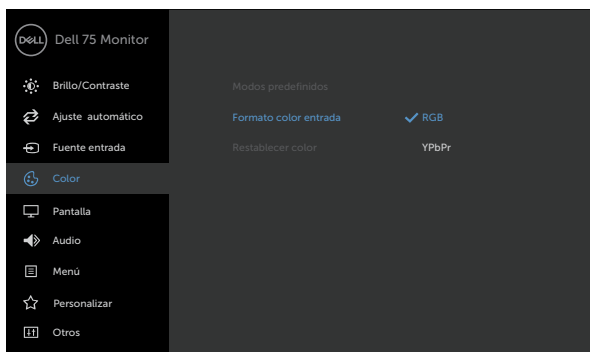 DELL Dell 75 Monitor
Brillo/Contraste
Modos predefinidos
Ajuste automático
Formato color entrada
RGB
Fuente entrada
Restablecer color
YPbPr
Color
Pantalla
Audio
Menú
Personalizar
Otros